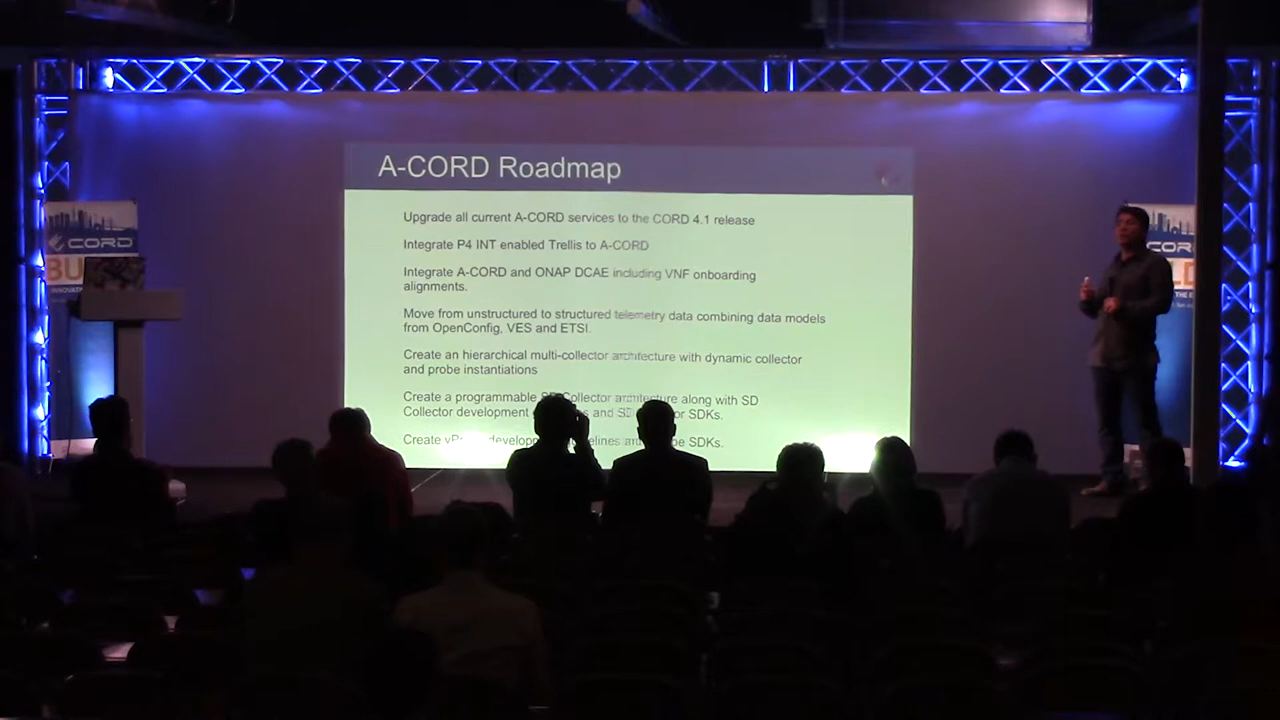 A-CORD Roadmap
Upgrade all current A-CORD services to the CORD 4.1 release
Integrate P4 INT enabled Trellis to A-CORD
Integrate A-CORD and ONAP DCAE including VNF onboarding
alignments.
Move from unstructured to structured telemetry data combining data models
from OpenConfig, VES and ETSI.
Create an hierarchical multi-collector architecture with dynamic collector
and probe instantiations
Create a programmable Collector architecture along with SD
Collector development and SDKs.
Create SDKs.
CORD
BU
CORD
THE E